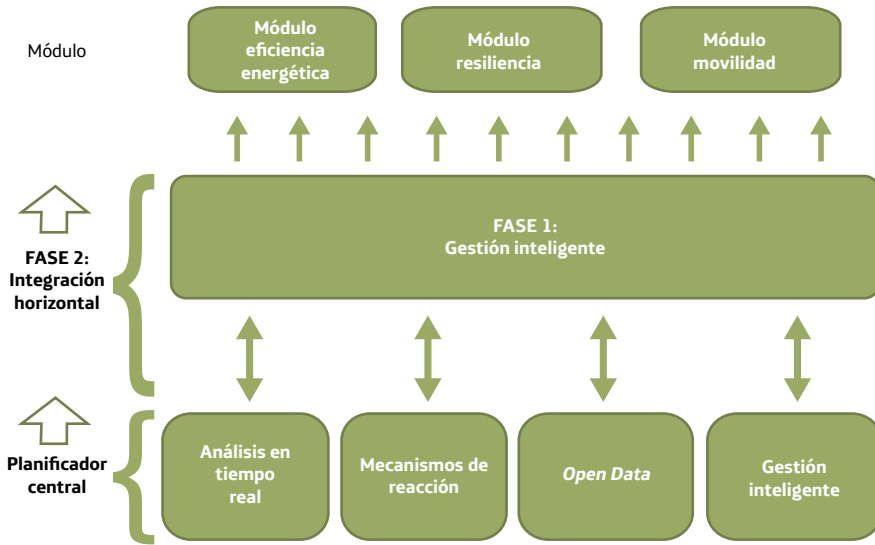 Módulo
Módulo
eficiencia
energética
Módulo
resiliencia
Módulo
movilidad
FASE 2:
Integración
horizontal
FASE 1:
Gestión inteligente
Planificador
central
Análisis en
tiempo
real
Mecanismos de
reacción
Open Data
Gestión
inteligente